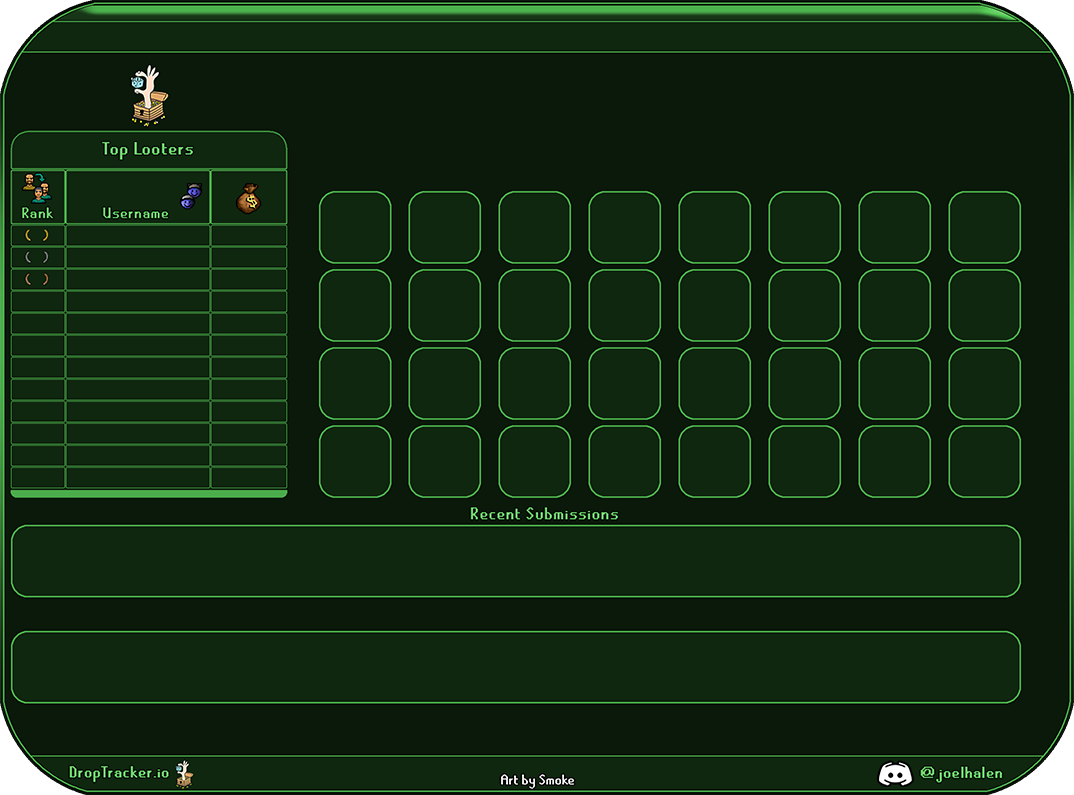 Top Looters
Rank
Username
( )
( )
( )
Recent Submissions
DropTracker.io
Art by Smoke
@joelhalen